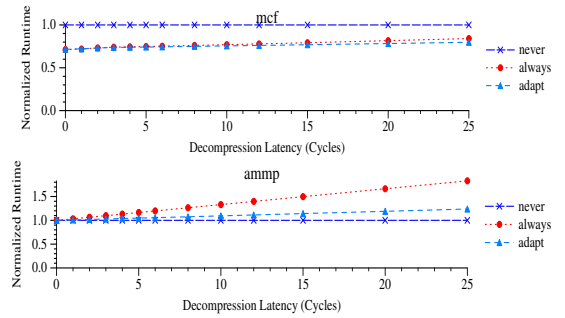 mcf
Normalized Runtime
1.0
0.5
0.0
0 5 10 15 20 25
Decompression Latency (Cycles)
never
always
adapt
ammp
Normalized Runtime
1.5
1.0
0.5
0.0
0 5 10 15 20 25
Decompression Latency (Cycles)
never
always
adapt